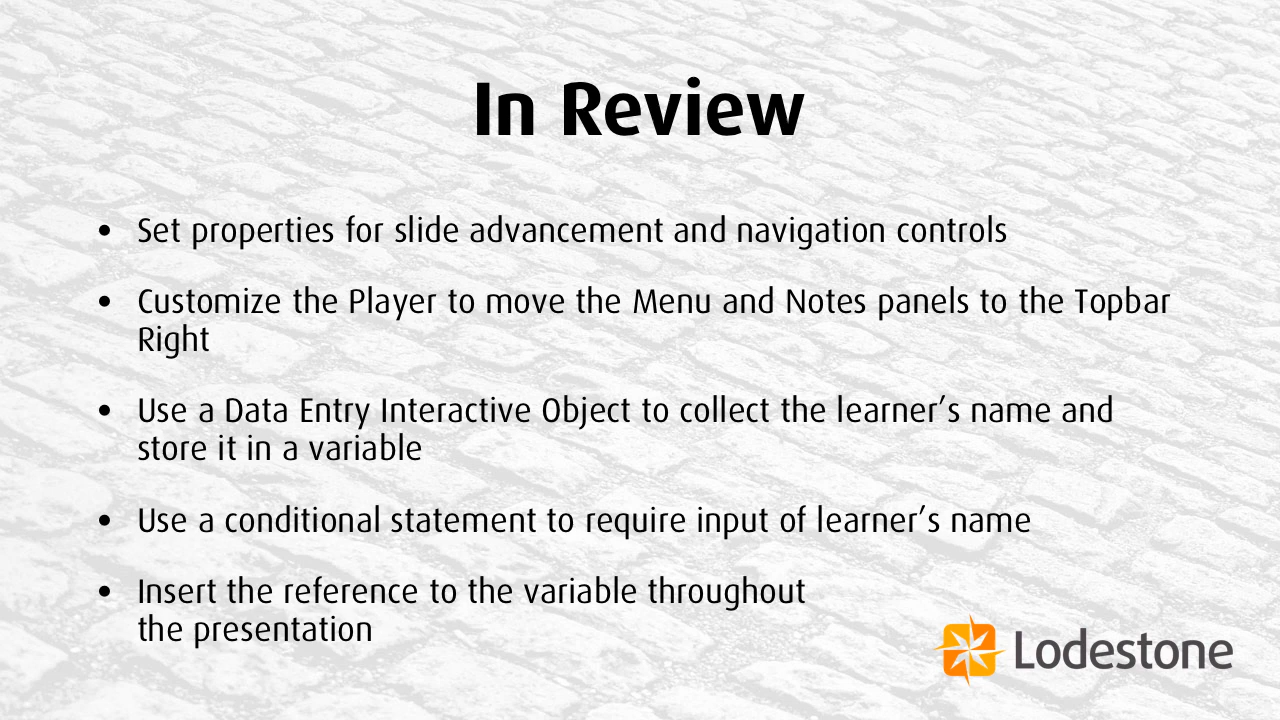 In Review
• Set properties for slide advancement and navigation controls
• Customize the Player to move the Menu and Notes panels to the Topbar
Right
• Use a Data Entry Interactive Object to collect the learner’s name and
store it in a variable
• Use a conditional statement to require input of learner’s name
• Insert the reference to the variable throughout
the presentation
Lodestone